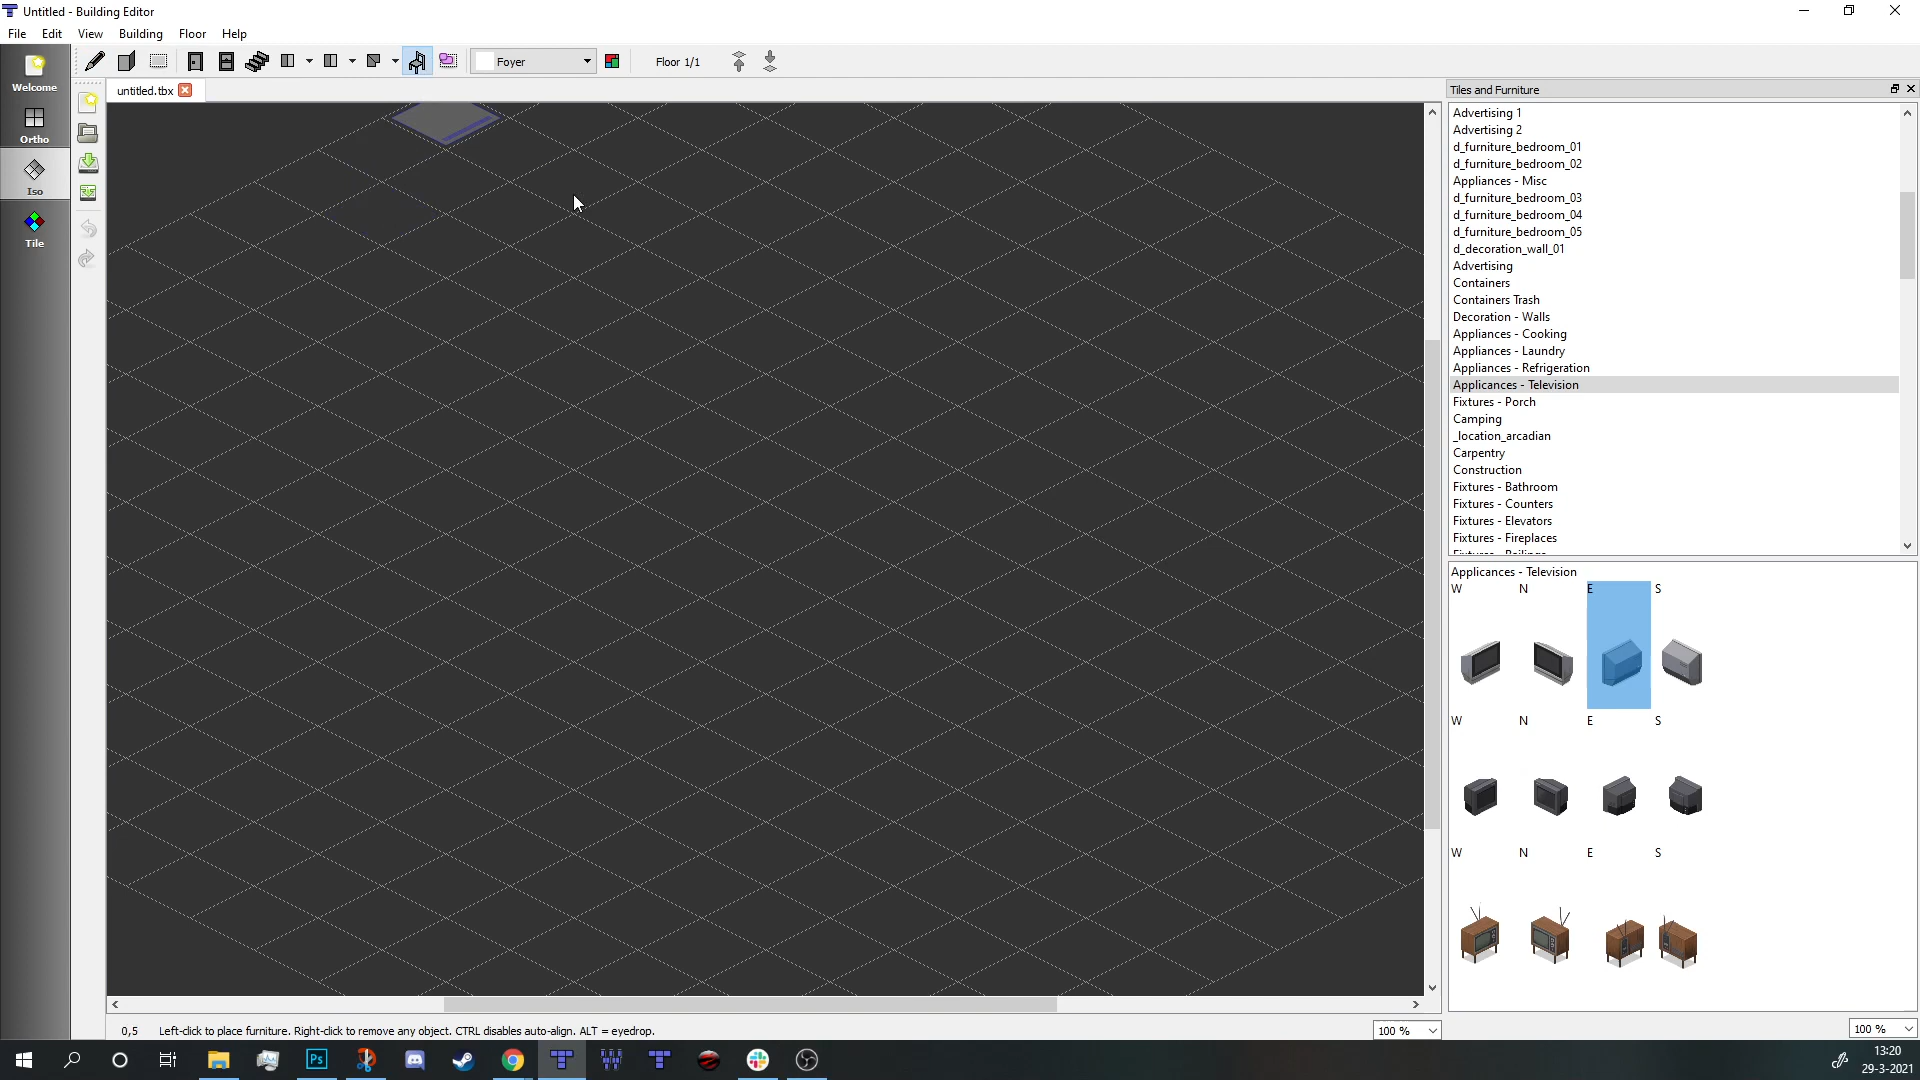 Untitled - Building Editor
File Edit View Building Floor Help
Foyer
Floor 1/1
Welcome
Ortho
Iso
Tile
untitled.tbx
Tiles and Furniture
Advertising 1
Advertising 2
d_furniture_bedroom_01
d_furniture_bedroom_02
Appliances - Misc
d_furniture_bedroom_03
d_furniture_bedroom_04
d_furniture_bedroom_05
d_decoration_wall_01
Advertising
Containers
Containers Trash
Decoration - Walls
Appliances - Cooking
Appliances - Laundry
Appliances - Refrigeration
Applicances - Television
Fixtures - Porch
Camping
_location_arcadian
Carpentry
Construction
Fixtures - Bathroom
Fixtures - Counters
Fixtures - Elevators
Fixtures - Fireplaces
Applicances - Television
W N E S
W N E S
W N E S
0,5 Left-click to place furniture. Right-click to remove any object. CTRL disables auto-align. ALT = eyedrop.
100 %
100 %
Ps
13:20
29-3-2021